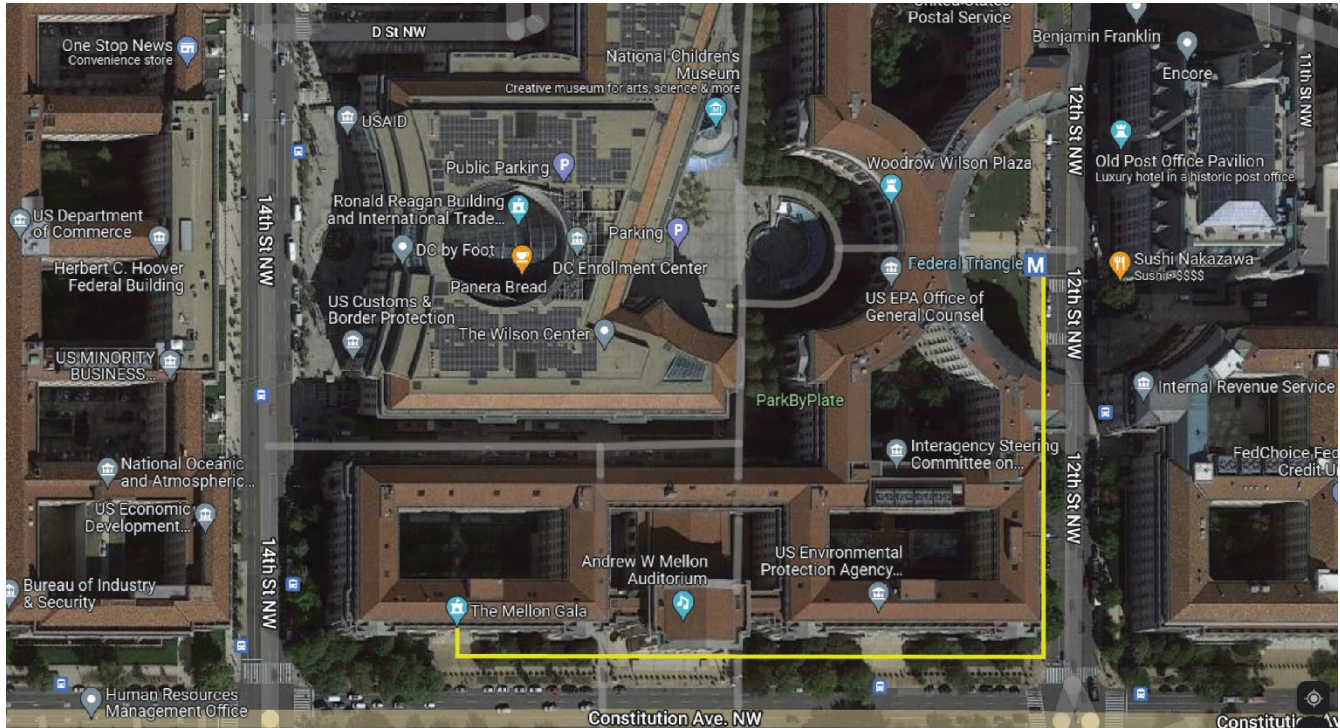 D St NW
United States
Postal Service
One Stop News
Convenience store
National Children's
Museum
Creative museum for arts, science & more
Benjamin Franklin
Encore
11th St NW
12th St NW
USAID
Public Parking
P
Woodrow Wilson Plaza
Old Post Office Pavilion
Luxury hotel in a historic post office
Ronald Reagan Building
and International Trade...
US Department
of Commerce
14th St NW
DC by Foot
Parking
P
Herbert C. Hoover
Federal Building
Panera Bread
DC Enrollment Center
Federal Triangle
M
Sushi Nakazawa
Sushi • $$$$
12th St NW
US Customs &
Border Protection
US EPA Office of
General Counsel
The Wilson Center
US MINORITY
BUSINESS...
ParkByPlate
Internal Revenue Service
National Oceanic
and Atmospheric...
Interagency Steering
Committee on...
FedChoice Fed
Credit U
12th St NW
US Economic
Development...
14th St NW
Andrew W Mellon
Auditorium
US Environmental
Protection Agency...
Bureau of Industry
& Security
The Mellon Gala
Human Resources
Management Office
Constitution Ave. NW